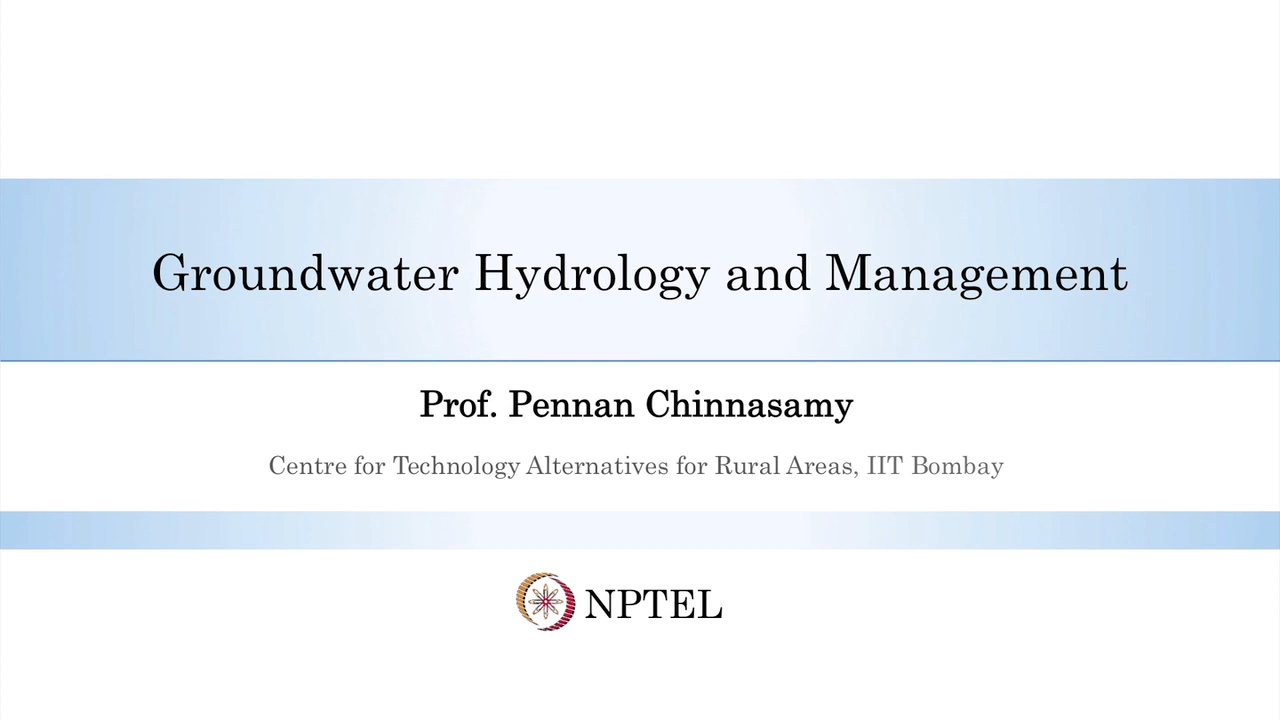 Groundwater Hydrology and Management
Prof. Pennan Chinnasamy
Centre for Technology Alternatives for Rural Areas, IIT Bombay
NPTEL